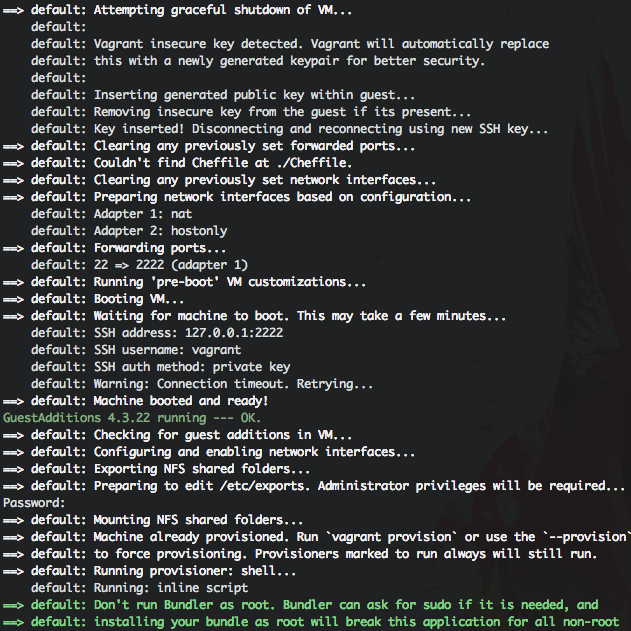 ==> default: Attempting graceful shutdown of VM...
    default:
    default: Vagrant insecure key detected. Vagrant will automatically replace
    default: this with a newly generated keypair for better security.
    default:
    default: Inserting generated public key within guest...
    default: Removing insecure key from the guest if its present...
    default: Key inserted! Disconnecting and reconnecting using new SSH key...
==> default: Clearing any previously set forwarded ports...
==> default: Couldn't find Cheffile at ./Cheffile.
==> default: Clearing any previously set network interfaces...
==> default: Preparing network interfaces based on configuration...
    default: Adapter 1: nat
    default: Adapter 2: hostonly
==> default: Forwarding ports...
    default: 22 => 2222 (adapter 1)
==> default: Running 'pre-boot' VM customizations...
==> default: Booting VM...
==> default: Waiting for machine to boot. This may take a few minutes...
    default: SSH address: 127.0.0.1:2222
    default: SSH username: vagrant
    default: SSH auth method: private key
    default: Warning: Connection timeout. Retrying...
==> default: Machine booted and ready!
GuestAdditions 4.3.22 running --- OK.
==> default: Checking for guest additions in VM...
==> default: Configuring and enabling network interfaces...
==> default: Exporting NFS shared folders...
==> default: Preparing to edit /etc/exports. Administrator privileges will be required...
Password:
==> default: Mounting NFS shared folders...
==> default: Machine already provisioned. Run `vagrant provision` or use the `--provision`
==> default: to force provisioning. Provisioners marked to run always will still run.
==> default: Running provisioner: shell...
    default: Running: inline script
==> default: Don't run Bundler as root. Bundler can ask for sudo if it is needed, and
==> default: installing your bundle as root will break this application for all non-root